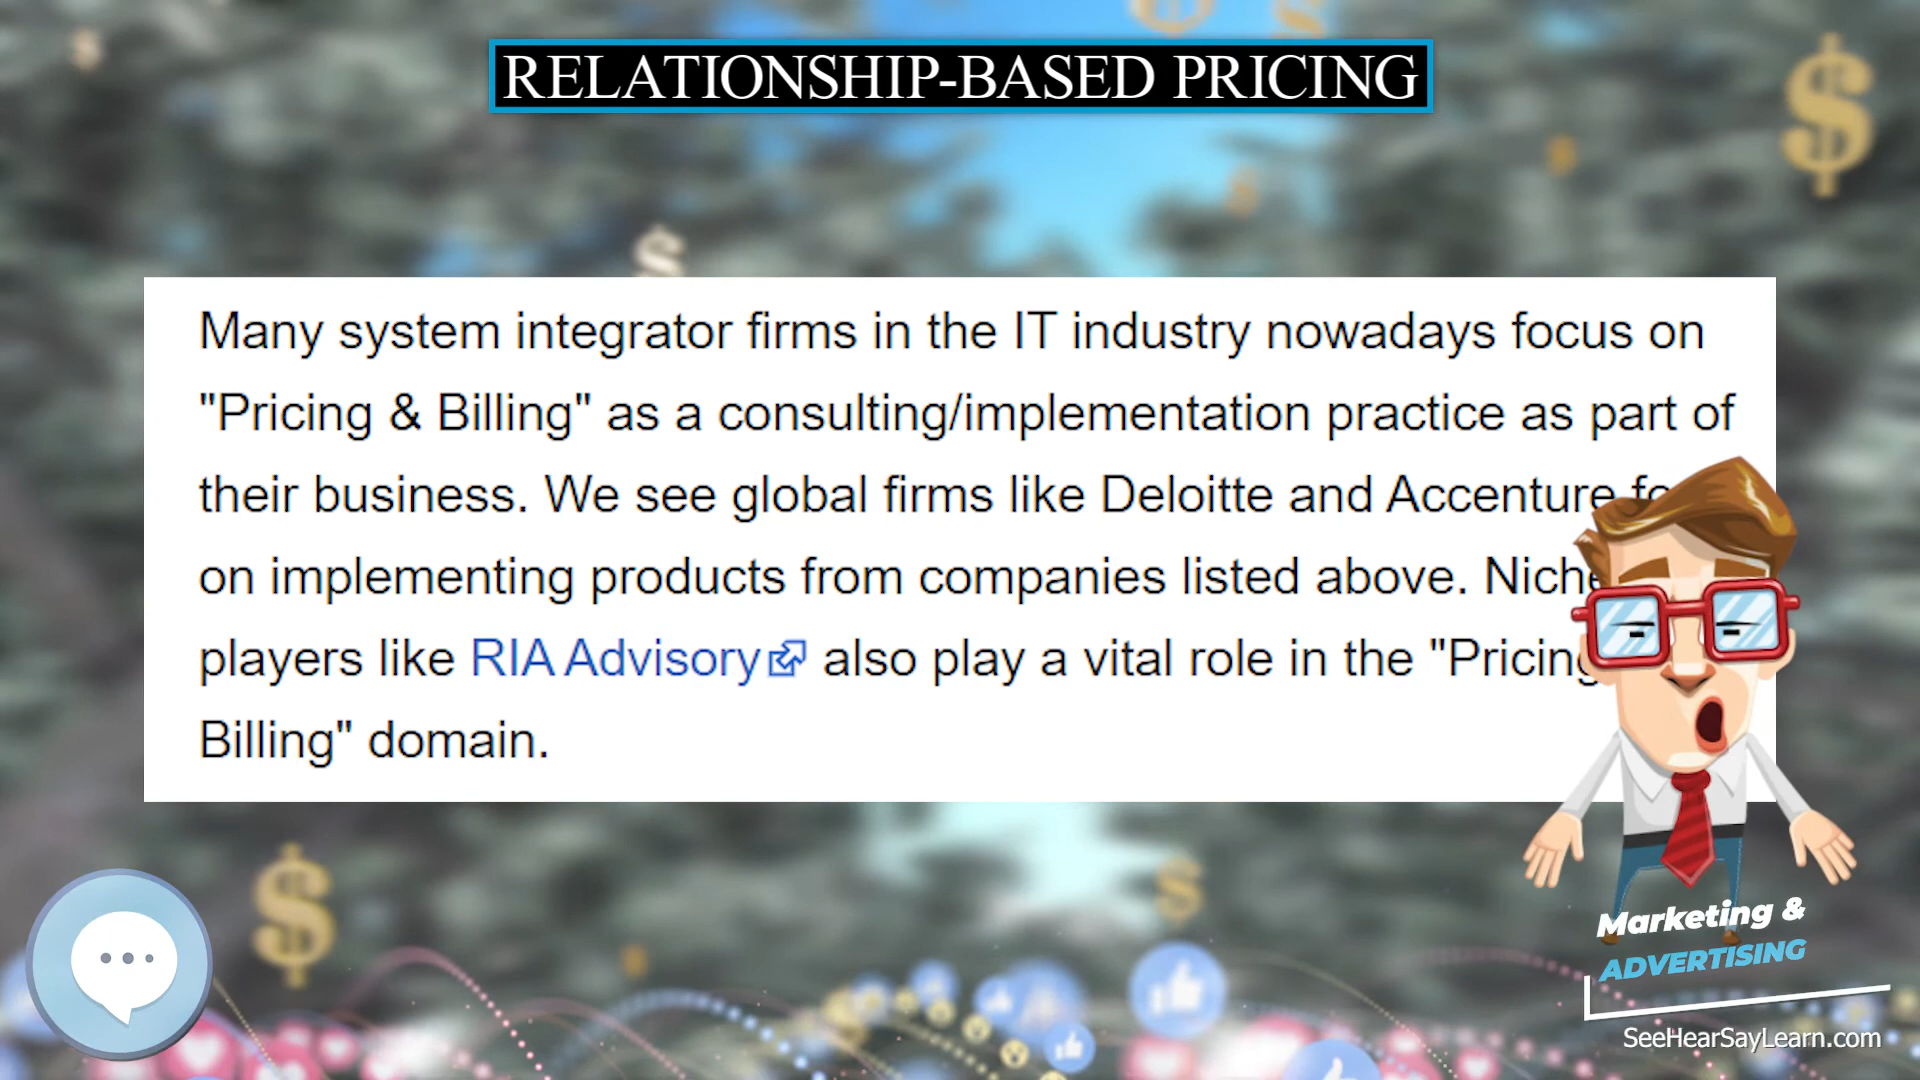 RELATIONSHIP-BASED PRICING
Many system integrator firms in the IT industry nowadays focus on
"Pricing & Billing" as a consulting/implementation practice as part of
their business. We see global firms like Deloitte and Accenture
on implementing products from companies listed above. Niche
players like RIA Advisory also play a vital role in the "Pricing
Billing" domain.
Marketing &
ADVERTISING
SeeHearSayLearn.com